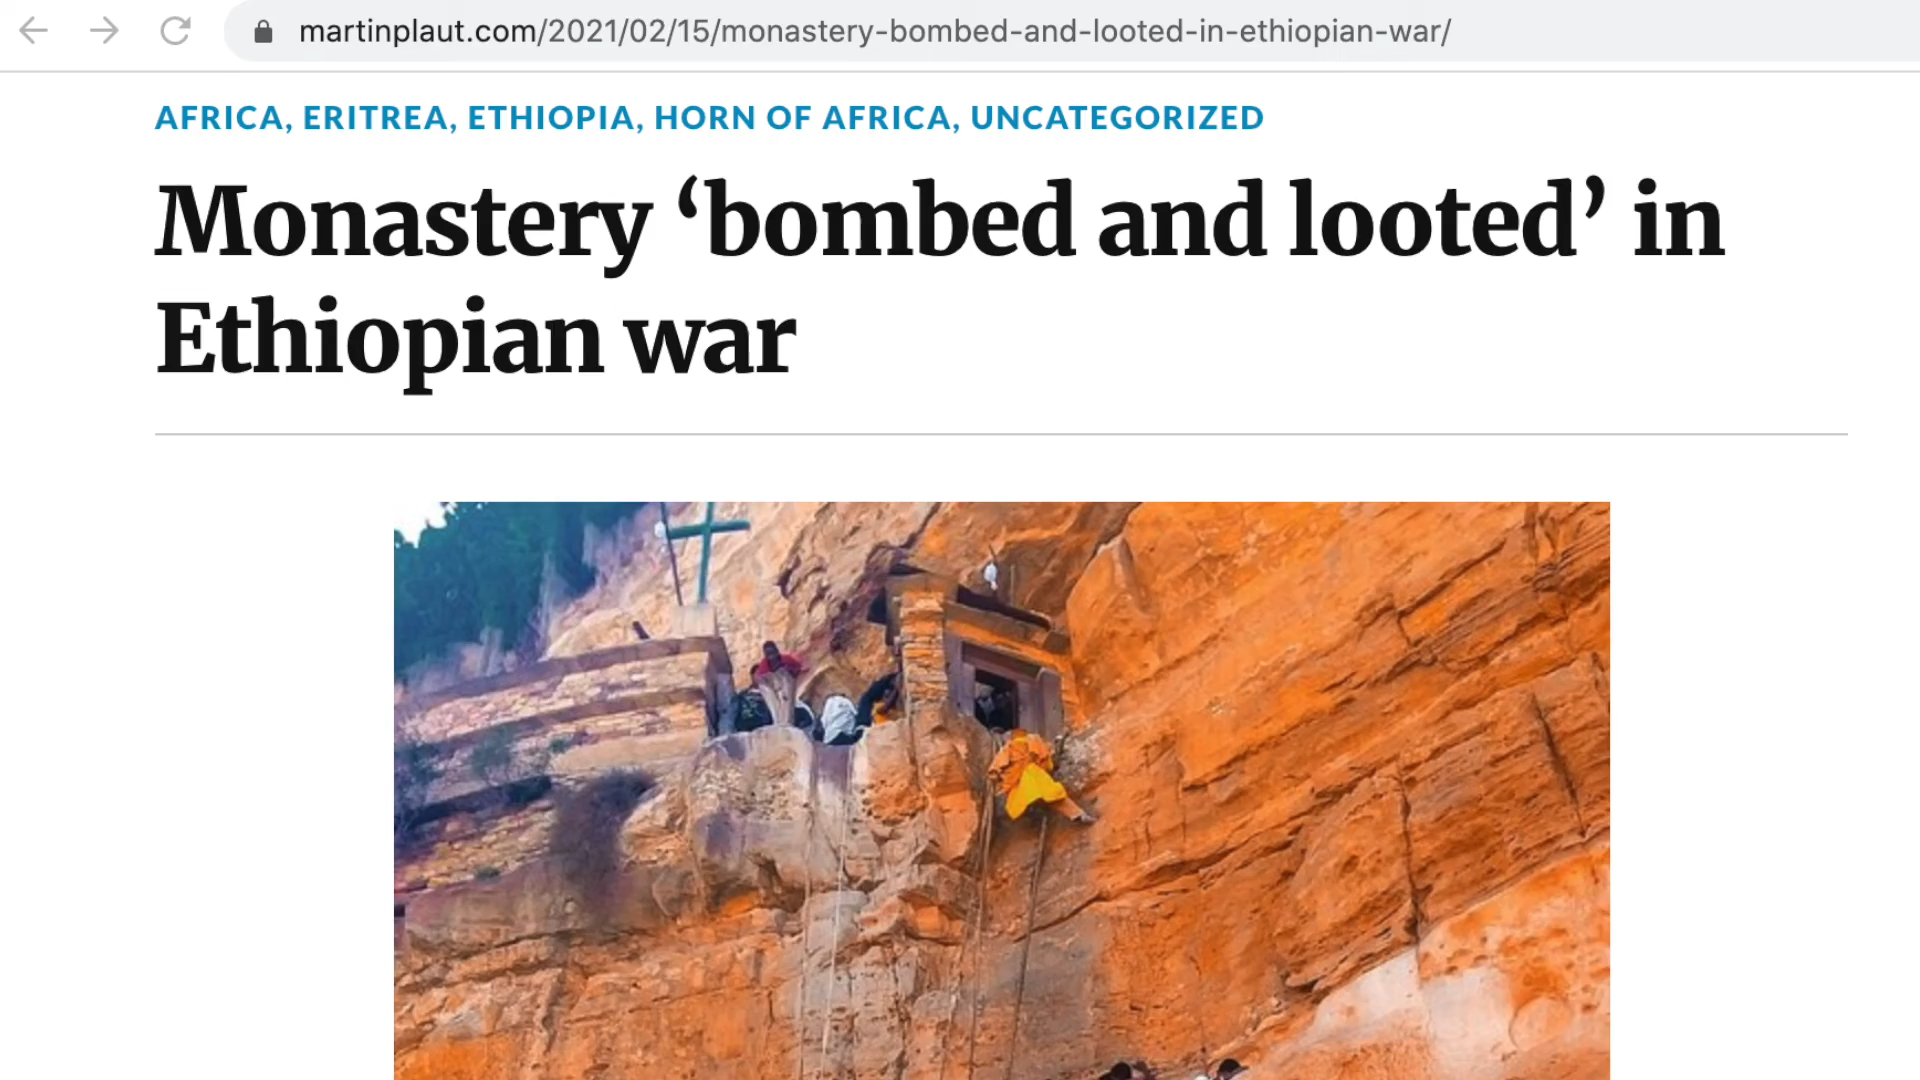 martinplaut.com/2021/02/15/monastery-bombed-and-looted-in-ethiopian-war/
AFRICA, ERITREA, ETHIOPIA, HORN OF AFRICA, UNCATEGORIZED
Monastery ‘bombed and looted’ in
Ethiopian war